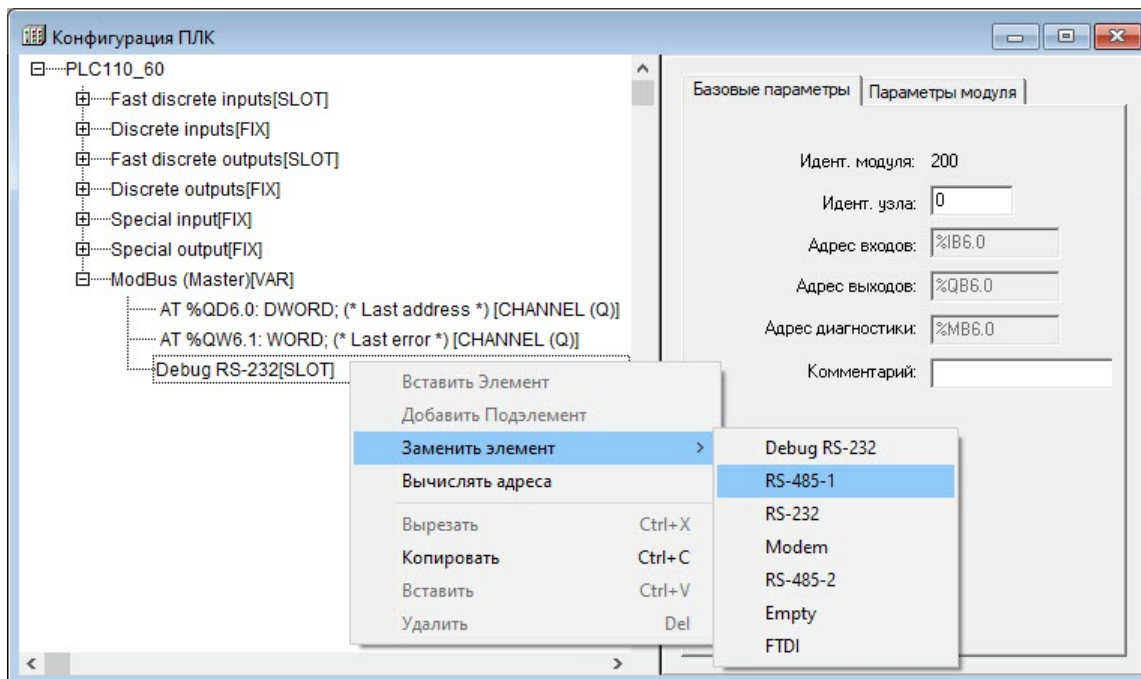 Конфигурация ПЛК
PLC110_60
Fast discrete inputs[SLOT]
Discrete inputs[FIX]
Fast discrete outputs[SLOT]
Discrete outputs[FIX]
Special input[FIX]
Special output[FIX]
ModBus (Master)[VAR]
AT %QD6.0: DWORD; (* Last address *) [CHANNEL (Q)]
AT %QW6.1: WORD; (* Last error *) [CHANNEL (Q)]
Debug RS-232[SLOT]
Вставить Элемент
Добавить Подэлемент
Заменить элемент >
Вычислять адреса
Вырезать Ctrl+X
Копировать Ctrl+C
Вставить Ctrl+V
Удалить Del
Debug RS-232
RS-485-1
RS-232
Modem
RS-485-2
Empty
FTDI
Базовые параметры Параметры модуля
Идент. модуля: 200
Идент. узла: 0
Адрес входов: %IB6.0
Адрес выходов: %QB6.0
Адрес диагностики: %MB6.0
Комментарий: